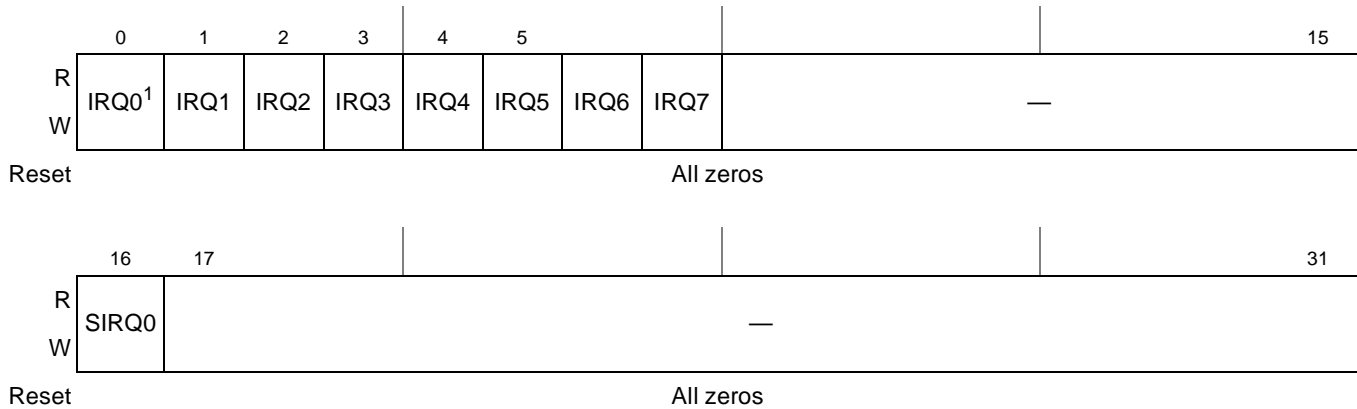 0 1 2 3 4 5 15
R
IRQ0¹ IRQ1 IRQ2 IRQ3 IRQ4 IRQ5 IRQ6 IRQ7 —
W
Reset All zeros
16 17 31
R
SIRQ0 —
W
Reset All zeros